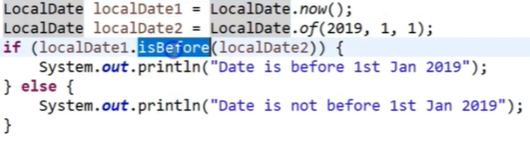 LocalDate localDate1 = LocalDate.now();
LocalDate localDate2 = LocalDate.of(2019, 1, 1);
if (localDate1.isBefore(localDate2)) {
    System.out.println("Date is before 1st Jan 2019");
} else {
    System.out.println("Date is not before 1st Jan 2019");
}